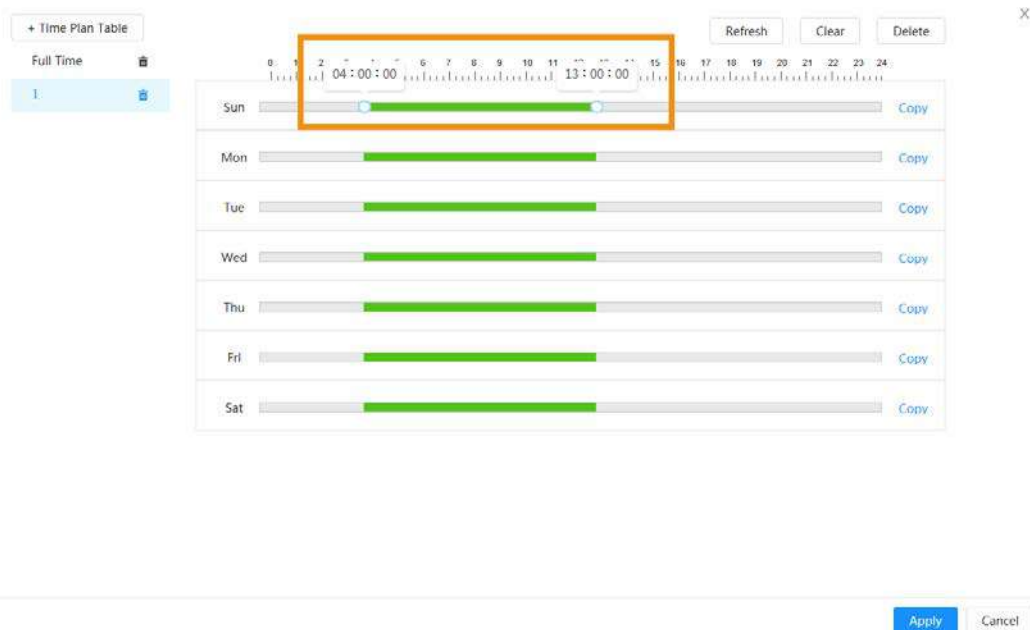 X
+ Time Plan Table
Refresh Clear Delete
Full Time
0 1 2 5 6 7 8 9 10 11 15 16 17 18 19 20 21 22 23 24
04:00:00 13:00:00
1
Sun Copy
Mon Copy
Tue Copy
Wed Copy
Thu Copy
Fri Copy
Sat Copy
Apply Cancel